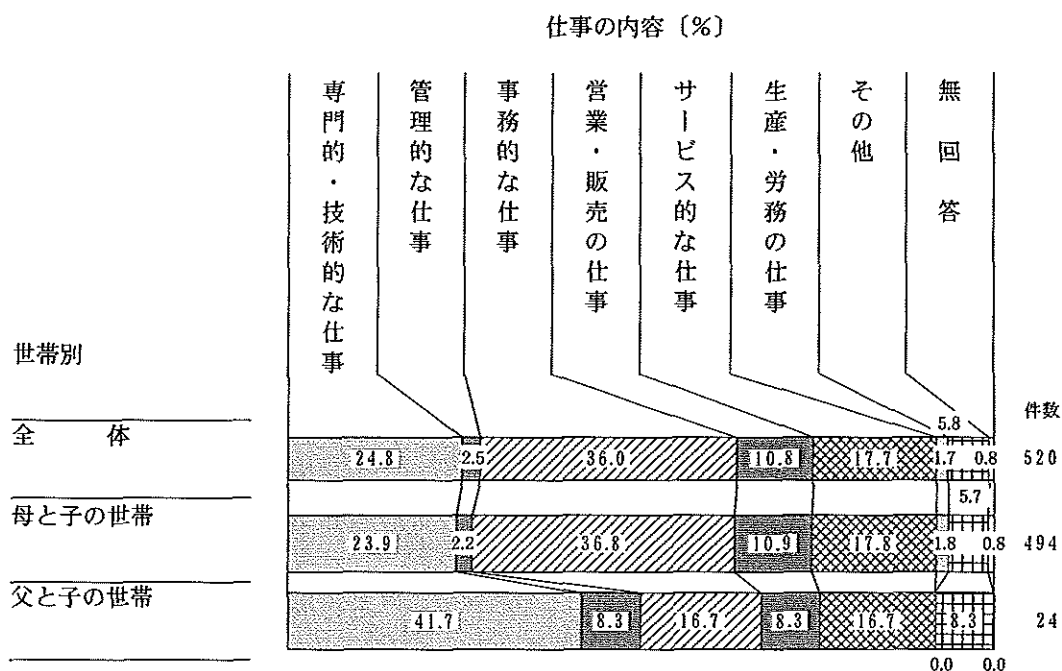 仕事の内容〔%〕
専門的・技術的な仕事
管理的な仕事
事務的な仕事
営業・販売の仕事
サービス的な仕事
生産・労務の仕事
その他
無回答
世帯別
件数
5.8
全体
24.8 2.5 36.0 10.8 17.7 1.7 0.8 520
5.7
母と子の世帯
23.9 2.2 36.8 10.9 17.8 1.8 0.8 494
父と子の世帯
41.7 8.3 16.7 8.3 16.7 8.3 24
0.0 0.0